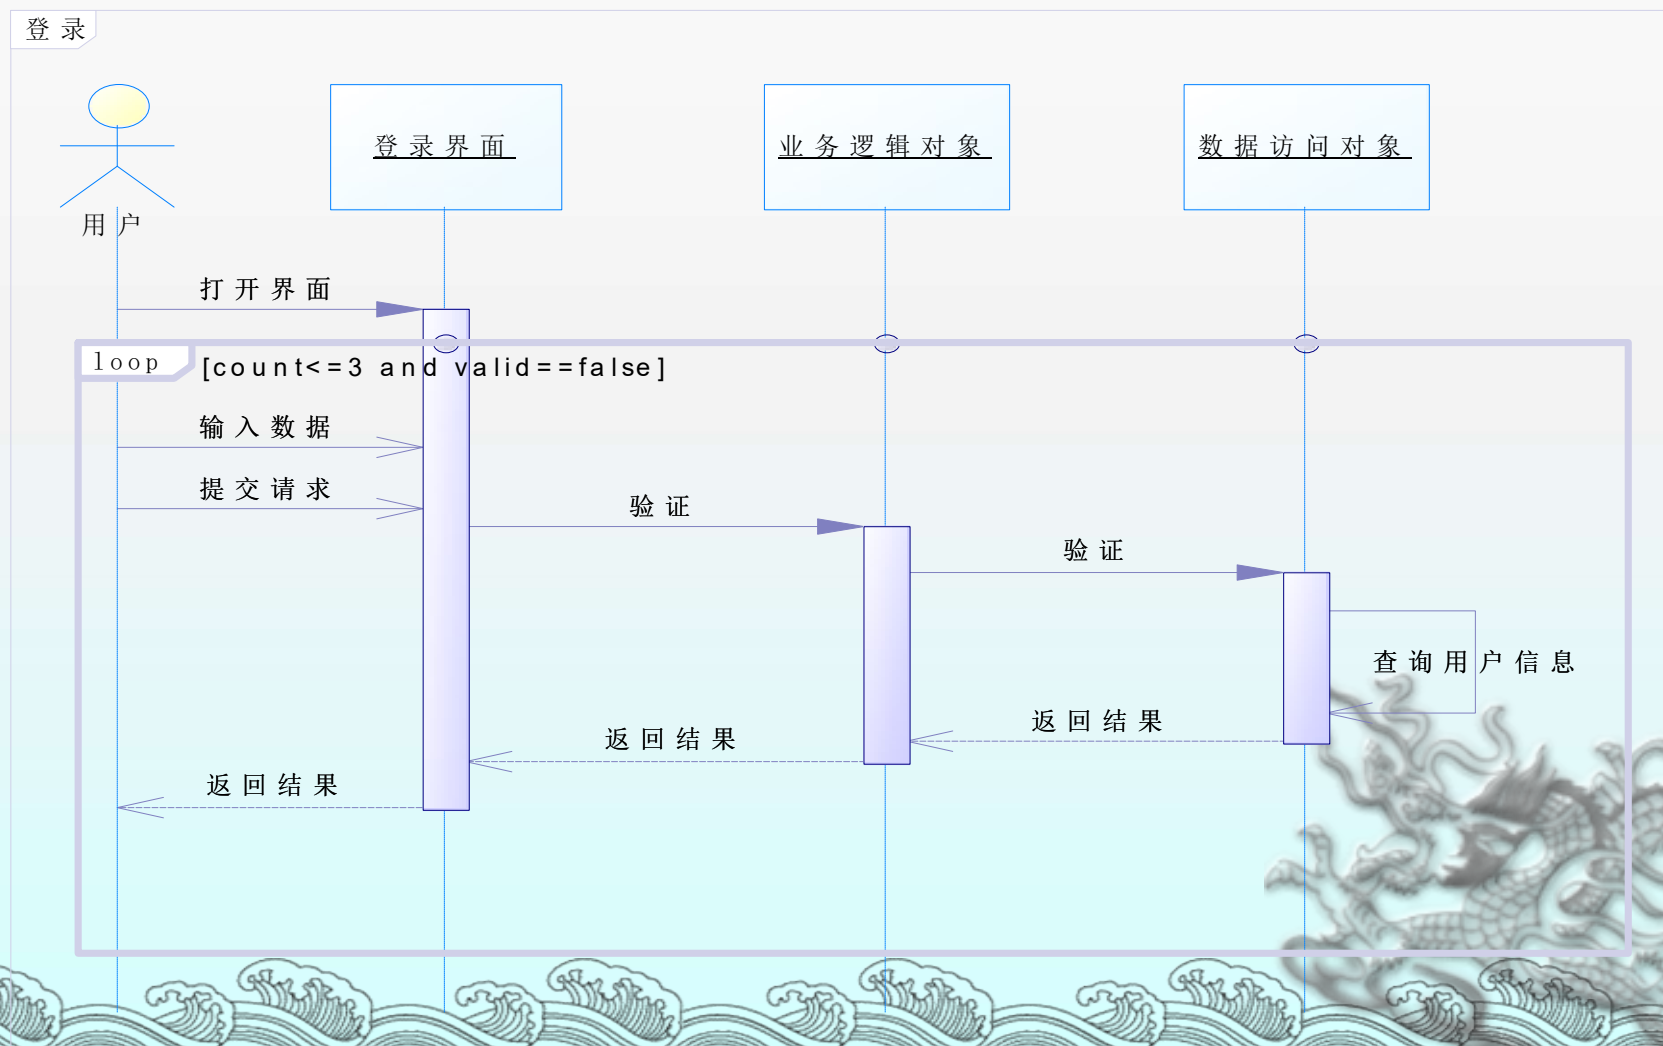 登录
登录界面
业务逻辑对象
数据访问对象
用户
打开界面
loop
[count<=3 and valid==false]
输入数据
提交请求
验证
验证
查询用户信息
返回结果
返回结果
返回结果